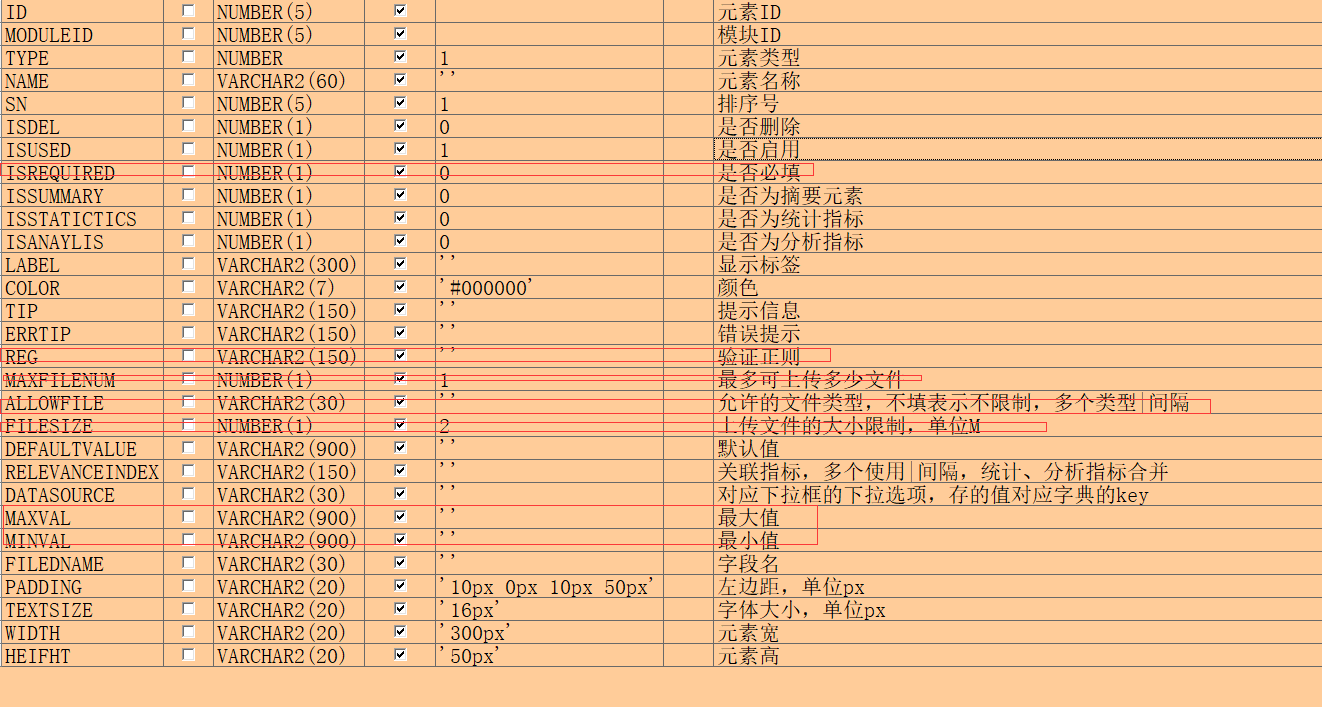 ID NUMBER(5) 元素ID
MODULEID NUMBER(5) 模块ID
TYPE NUMBER 1 元素类型
NAME VARCHAR2(60) '' 元素名称
SN NUMBER(5) 1 排序号
ISDEL NUMBER(1) 0 是否删除
ISUSED NUMBER(1) 1 是否启用
ISREQUIRED NUMBER(1) 0 是否必填
ISSUMMARY NUMBER(1) 0 是否为摘要元素
ISSTATICTICS NUMBER(1) 0 是否为统计指标
ISANAYLIS NUMBER(1) 0 是否为分析指标
LABEL VARCHAR2(300) '' 显示标签
COLOR VARCHAR2(7) '#000000' 颜色
TIP VARCHAR2(150) '' 提示信息
ERRTIP VARCHAR2(150) '' 错误提示
REG VARCHAR2(150) '' 验证正则
MAXFILENUM NUMBER(1) 1 最多可上传多少文件
ALLOWFILE VARCHAR2(30) '' 允许的文件类型，不填表示不限制，多个类型|间隔
FILESIZE NUMBER(1) 2 上传文件的大小限制，单位M
DEFAULTVALUE VARCHAR2(900) '' 默认值
RELEVANCEINDEX VARCHAR2(150) '' 关联指标，多个使用|间隔，统计、分析指标合并
DATASOURCE VARCHAR2(30) '' 对应下拉框的下拉选项，存的值对应字典的key
MAXVAL VARCHAR2(900) '' 最大值
MINVAL VARCHAR2(900) '' 最小值
FILEDNAME VARCHAR2(30) '' 字段名
PADDING VARCHAR2(20) '10px 0px 10px 50px' 左边距，单位px
TEXTSIZE VARCHAR2(20) '16px' 字体大小，单位px
WIDTH VARCHAR2(20) '300px' 元素宽
HEIFHT VARCHAR2(20) '50px' 元素高